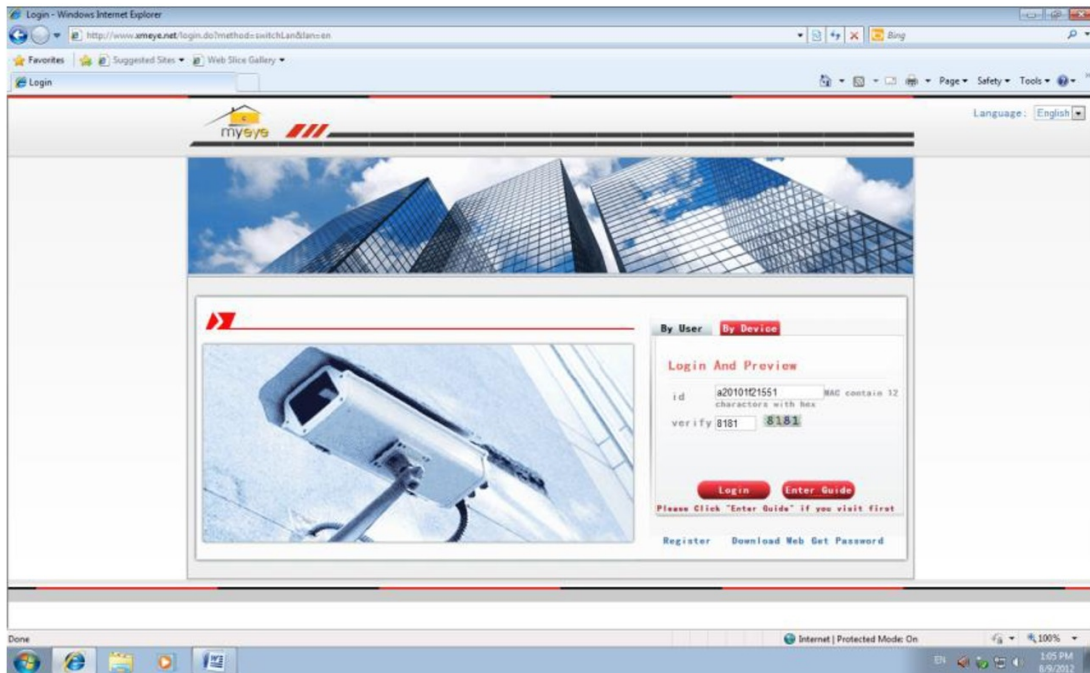 Login - Windows Internet Explorer
http://www.xmeye.net/login.do?method=switchLan&lan=en
Bing
Favorites
Suggested Sites
Web Slice Gallery
Login
Page
Safety
Tools
myeye
Language: English
By User
By Device
Login And Preview
id
a20101f21551
MAC contain 12
charactors with hex
verify
8181
8181
Login
Enter Guide
Please Click "Enter Guide" if you visit first
Register
Download Web
Get Password
Done
Internet | Protected Mode: On
100%
EN
1:05 PM
8/9/2012